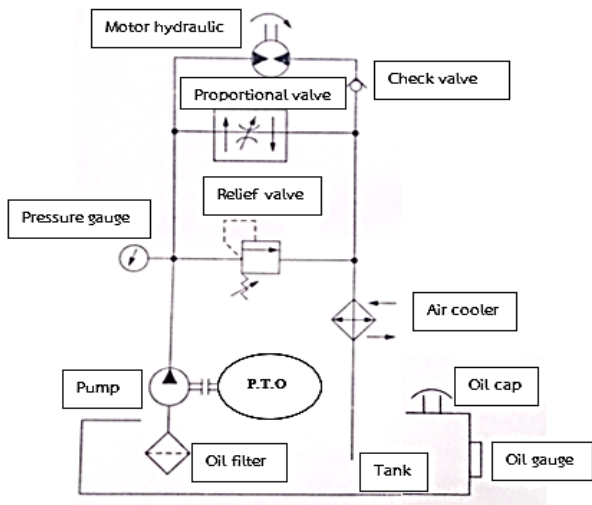 Motor hydraulic
Check valve
Proportional valve
Relief valve
Pressure gauge
Air cooler
P.T.O
Pump
Oil cap
Oil filter
Tank
Oil gauge